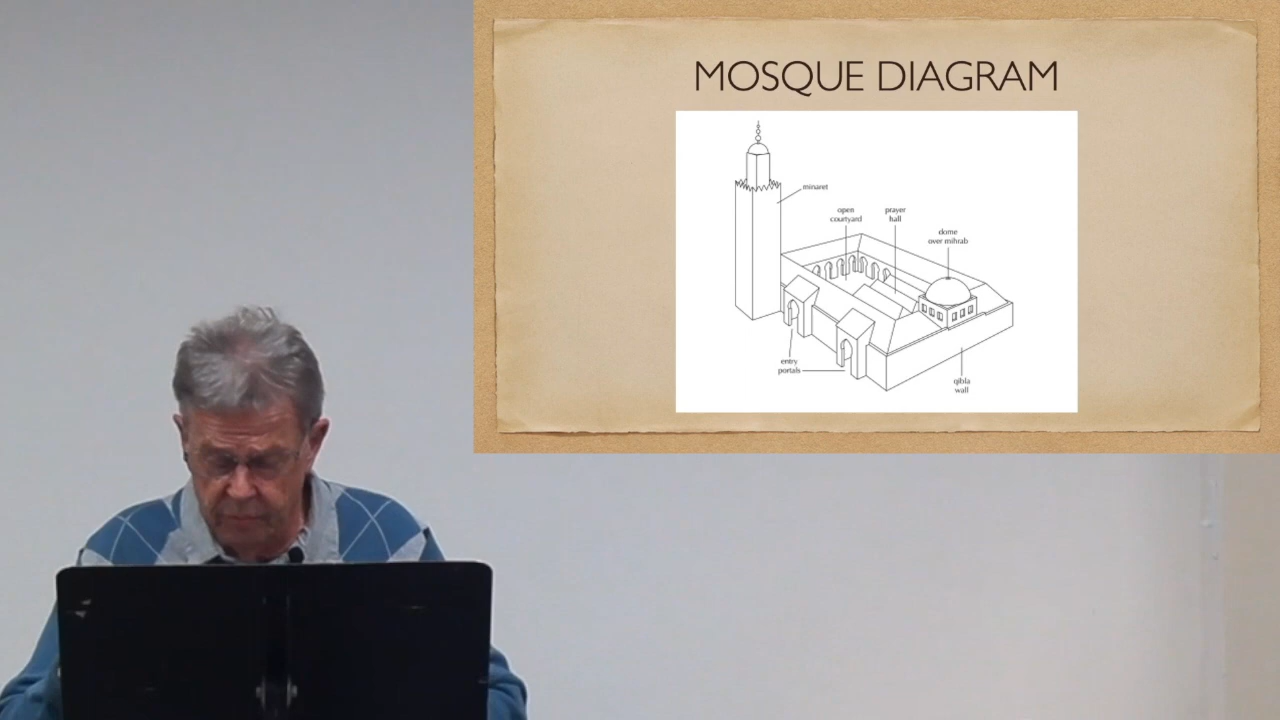 MOSQUE DIAGRAM
minaret
open
courtyard
prayer
hall
dome
over mihrab
entry
portals
qibla
wall